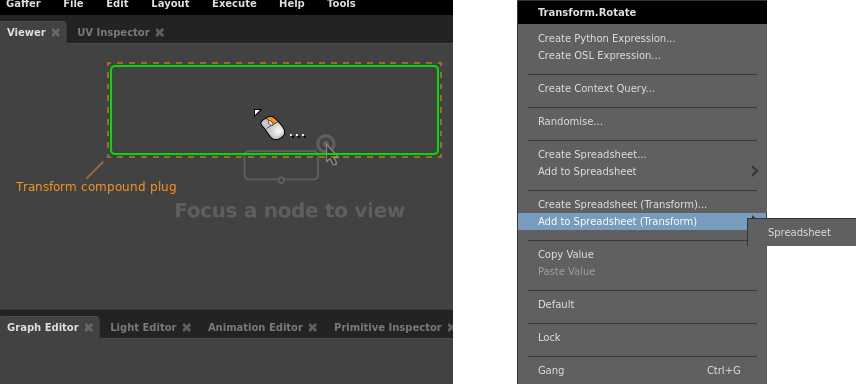 Gaffer File Edit Layout Execute Help Tools
Viewer UV Inspector
Transform compound plug
Focus a node to view
Graph Editor Light Editor Animation Editor Primitive Inspector
Transform.Rotate
Create Python Expression...
Create OSL Expression...
Create Context Query...
Randomise...
Create Spreadsheet...
Add to Spreadsheet
Create Spreadsheet (Transform)...
Add to Spreadsheet (Transform)
Spreadsheet
Copy Value
Paste Value
Default
Lock
Gang Ctrl+G